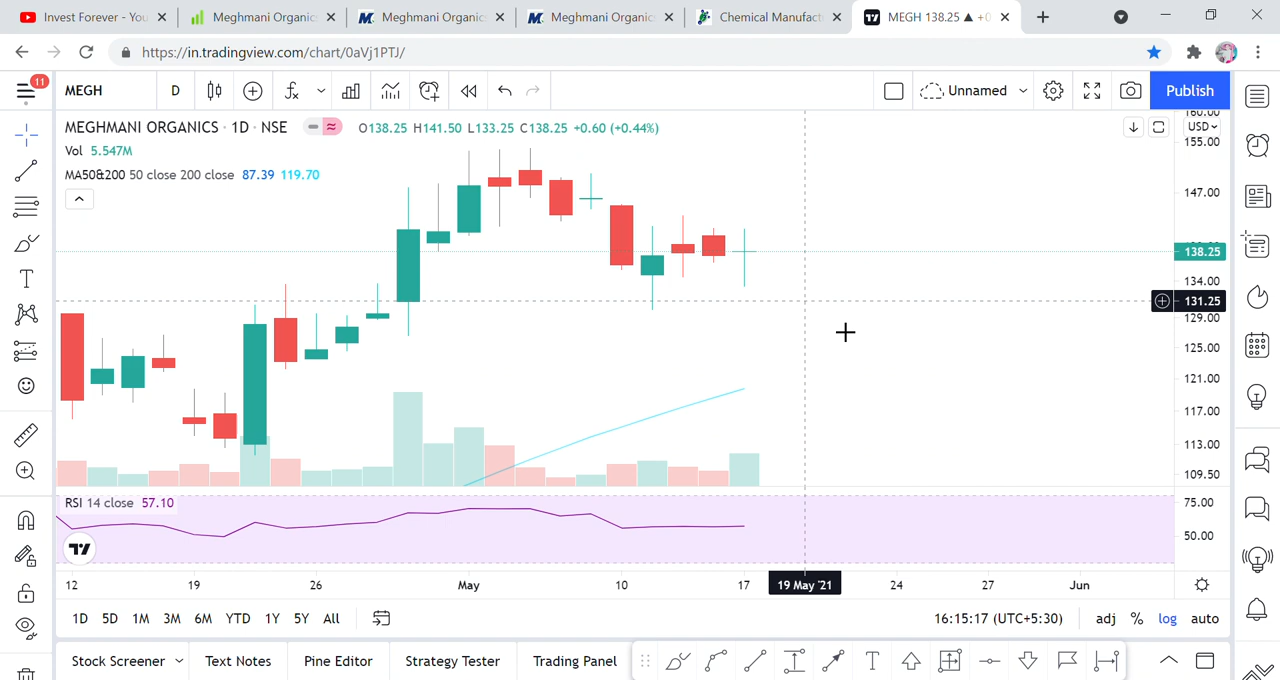 Invest Forever - You
Meghmani Organic
Meghmani Organic
Meghmani Organic
Chemical Manufact
MEGH 138.25 ▲ +0
https://in.tradingview.com/chart/0aVj1PTJ/
11
MEGH
D
Unnamed
Publish
MEGHMANI ORGANICS · 1D · NSE
O138.25 H141.50 L133.25 C138.25 +0.60 (+0.44%)
Vol 5.547M
MA50&200 50 close 200 close 87.39 119.70
160.00
USD
155.00
147.00
138.25
134.00
131.25
129.00
125.00
121.00
117.00
113.00
109.50
RSI 14 close 57.10
75.00
50.00
12
19
26
May
10
17
19 May '21
24
27
Jun
1D
5D
1M
3M
6M
YTD
1Y
5Y
All
16:15:17 (UTC+5:30)
adj
%
log
auto
Stock Screener
Text Notes
Pine Editor
Strategy Tester
Trading Panel